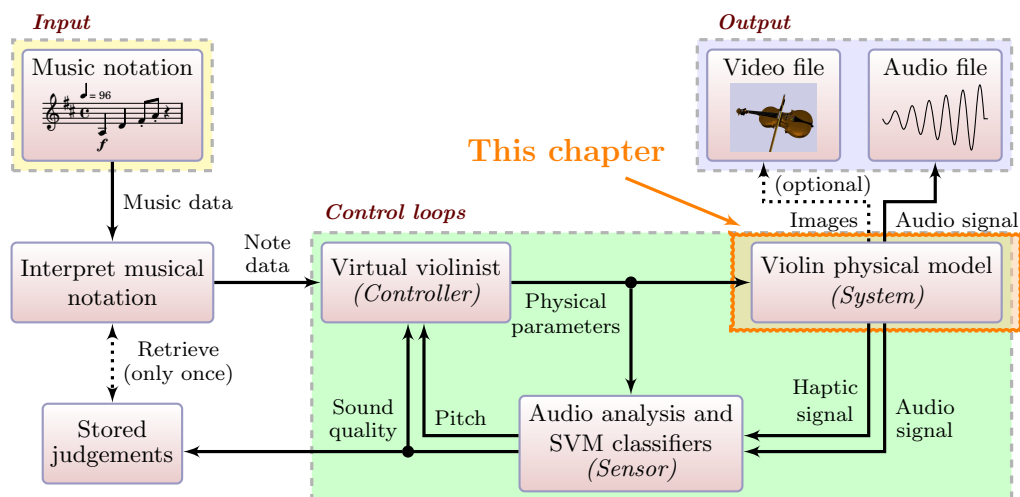 Input
Output
Music notation
= 96
f
Video file
Audio file
This chapter
(optional)
Music data
Images
Audio signal
Control loops
Interpret musical
notation
Note
data
Virtual violinist
(Controller)
Physical
parameters
Violin physical model
(System)
Retrieve
(only once)
Haptic
signal
Audio
signal
Stored
judgements
Sound
quality
Pitch
Audio analysis and
SVM classifiers
(Sensor)